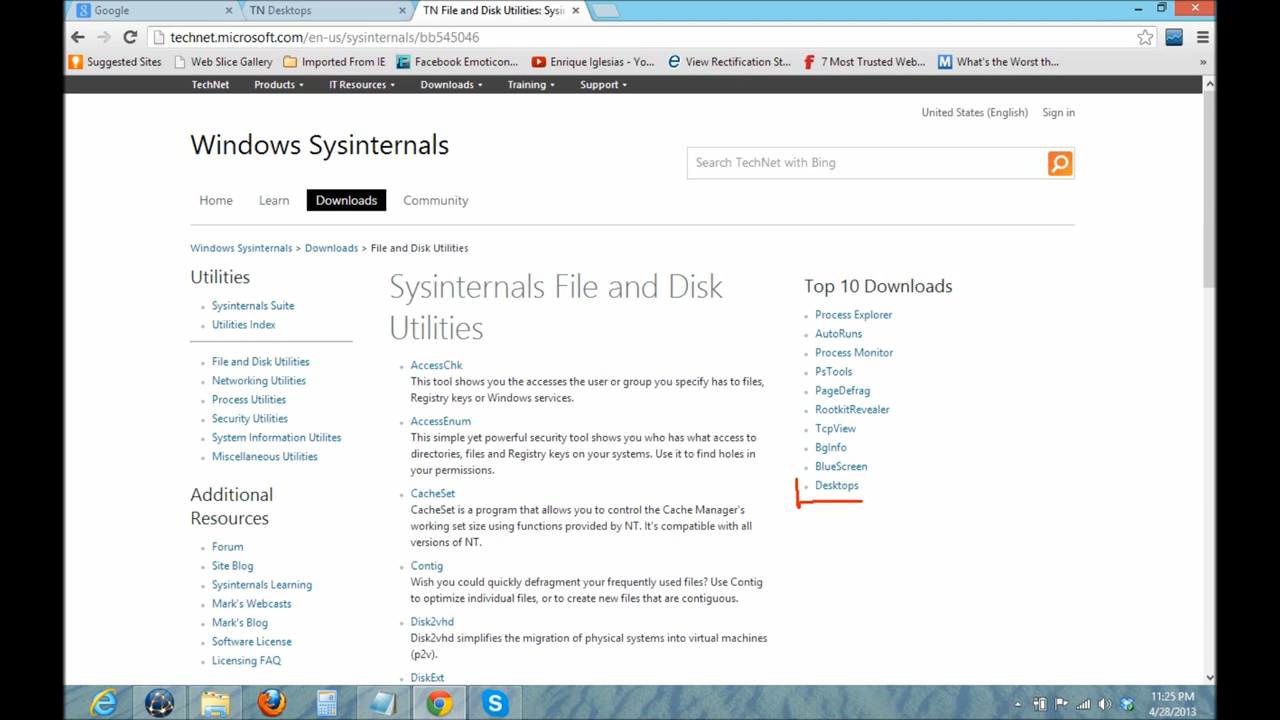 Google
TN Desktops
TN File and Disk Utilities: Sysi
technet.microsoft.com/en-us/sysinternals/bb545046
Suggested Sites
Web Slice Gallery
Imported From IE
Facebook Emoticon...
Enrique Iglesias - Yo...
View Rectification St...
7 Most Trusted Web...
What's the Worst th...
»
TechNet
Products
IT Resources
Downloads
Training
Support
United States (English)
Sign in
Windows Sysinternals
Search TechNet with Bing
Home
Learn
Downloads
Community
Windows Sysinternals > Downloads > File and Disk Utilities
Utilities
Sysinternals Suite
Utilities Index
File and Disk Utilities
Networking Utilities
Process Utilities
Security Utilities
System Information Utilites
Miscellaneous Utilities
Additional
Resources
Forum
Site Blog
Sysinternals Learning
Mark's Webcasts
Mark's Blog
Software License
Licensing FAQ
Sysinternals File and Disk
Utilities
AccessChk
This tool shows you the accesses the user or group you specify has to files,
Registry keys or Windows services.
AccessEnum
This simple yet powerful security tool shows you who has what access to
directories, files and Registry keys on your systems. Use it to find holes in
your permissions.
CacheSet
CacheSet is a program that allows you to control the Cache Manager's
working set size using functions provided by NT. It's compatible with all
versions of NT.
Contig
Wish you could quickly defragment your frequently used files? Use Contig
to optimize individual files, or to create new files that are contiguous.
Disk2vhd
Disk2vhd simplifies the migration of physical systems into virtual machines
(p2v).
DiskExt
Top 10 Downloads
Process Explorer
AutoRuns
Process Monitor
PsTools
PageDefrag
RootkitRevealer
TcpView
BgInfo
BlueScreen
Desktops
11:25 PM
4/28/2013